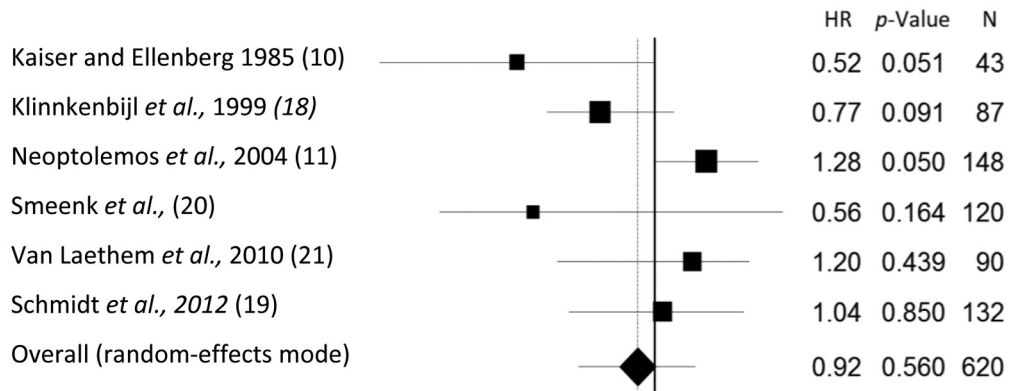 HR p-Value N
Kaiser and Ellenberg 1985 (10) 0.52 0.051 43
Klinnkenbijl et al., 1999 (18) 0.77 0.091 87
Neoptolemos et al., 2004 (11) 1.28 0.050 148
Smeenk et al., (20) 0.56 0.164 120
Van Laethem et al., 2010 (21) 1.20 0.439 90
Schmidt et al., 2012 (19) 1.04 0.850 132
Overall (random-effects mode) 0.92 0.560 620